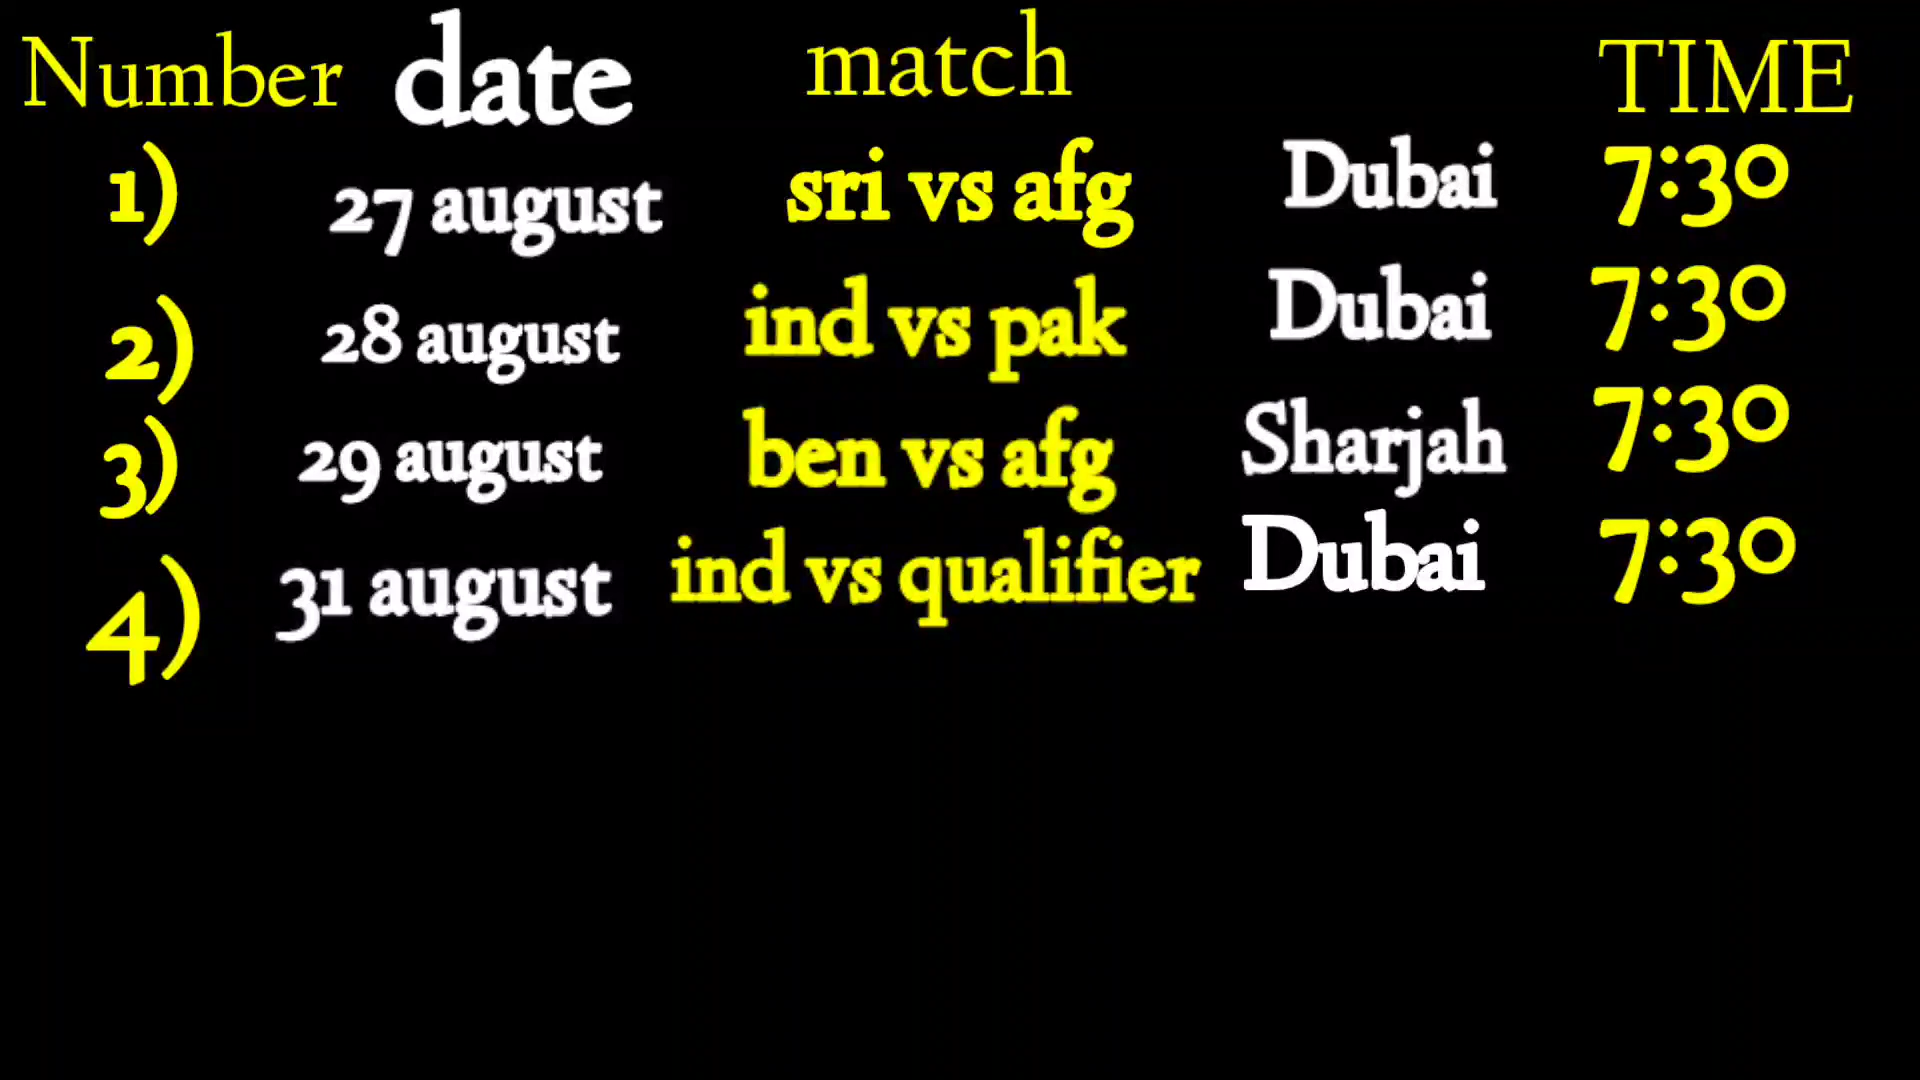 Number date match TIME
1) 27 august sri vs afg Dubai 7:30
2) 28 august ind vs pak Dubai 7:30
3) 29 august ben vs afg Sharjah 7:30
4) 31 august ind vs qualifier Dubai 7:30